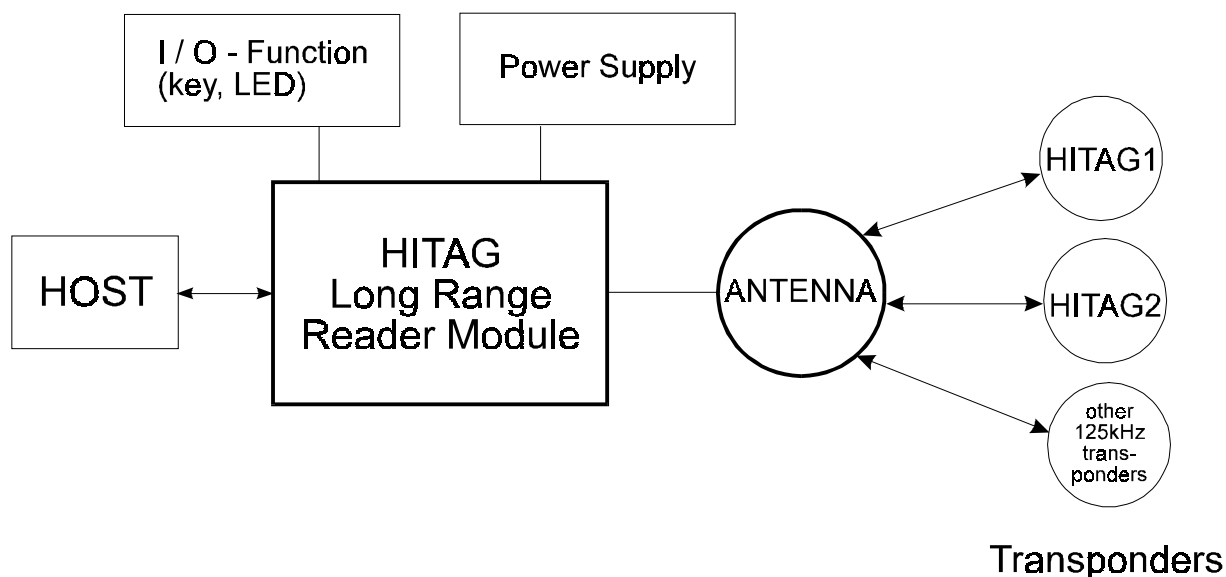 I / O - Function
(key, LED)
Power Supply
HOST
HITAG
Long Range
Reader Module
ANTENNA
HITAG1
HITAG2
other
125kHz
trans-
ponders
Transponders